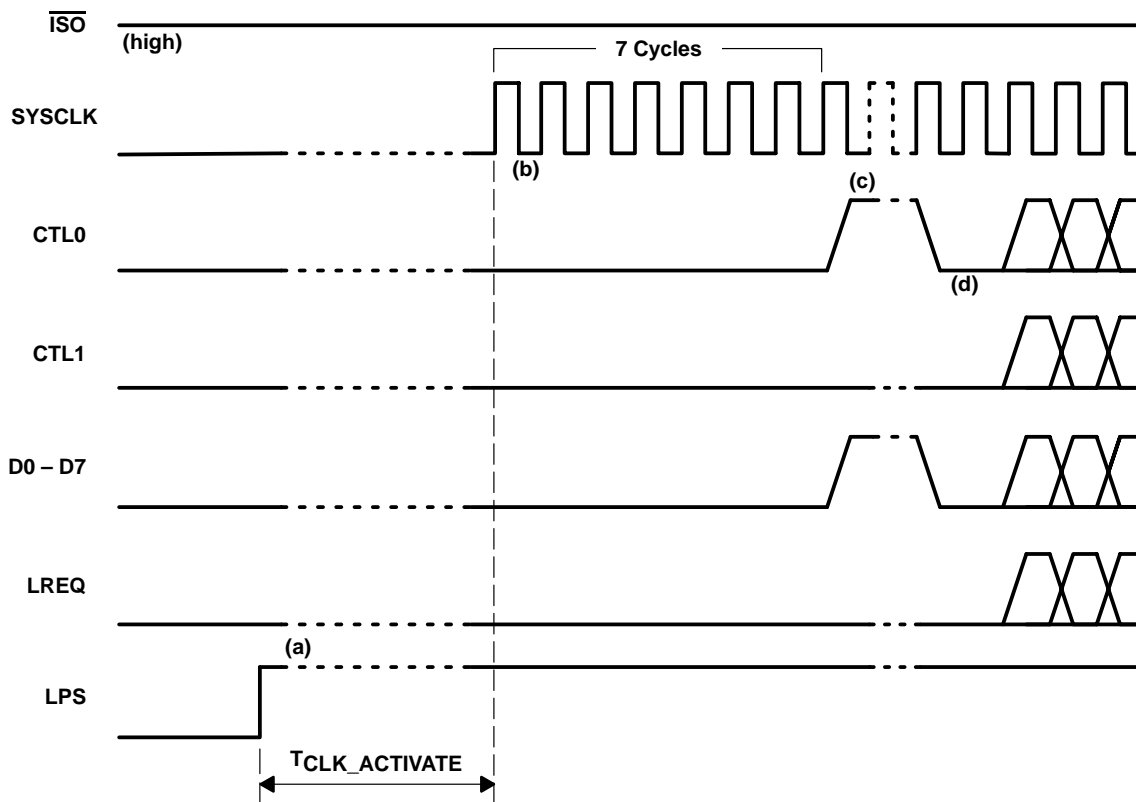 ISO
(high)
7 Cycles
SYSCLK
(b)
(c)
CTL0
(d)
CTL1
D0 – D7
LREQ
(a)
LPS
TCLK_ACTIVATE